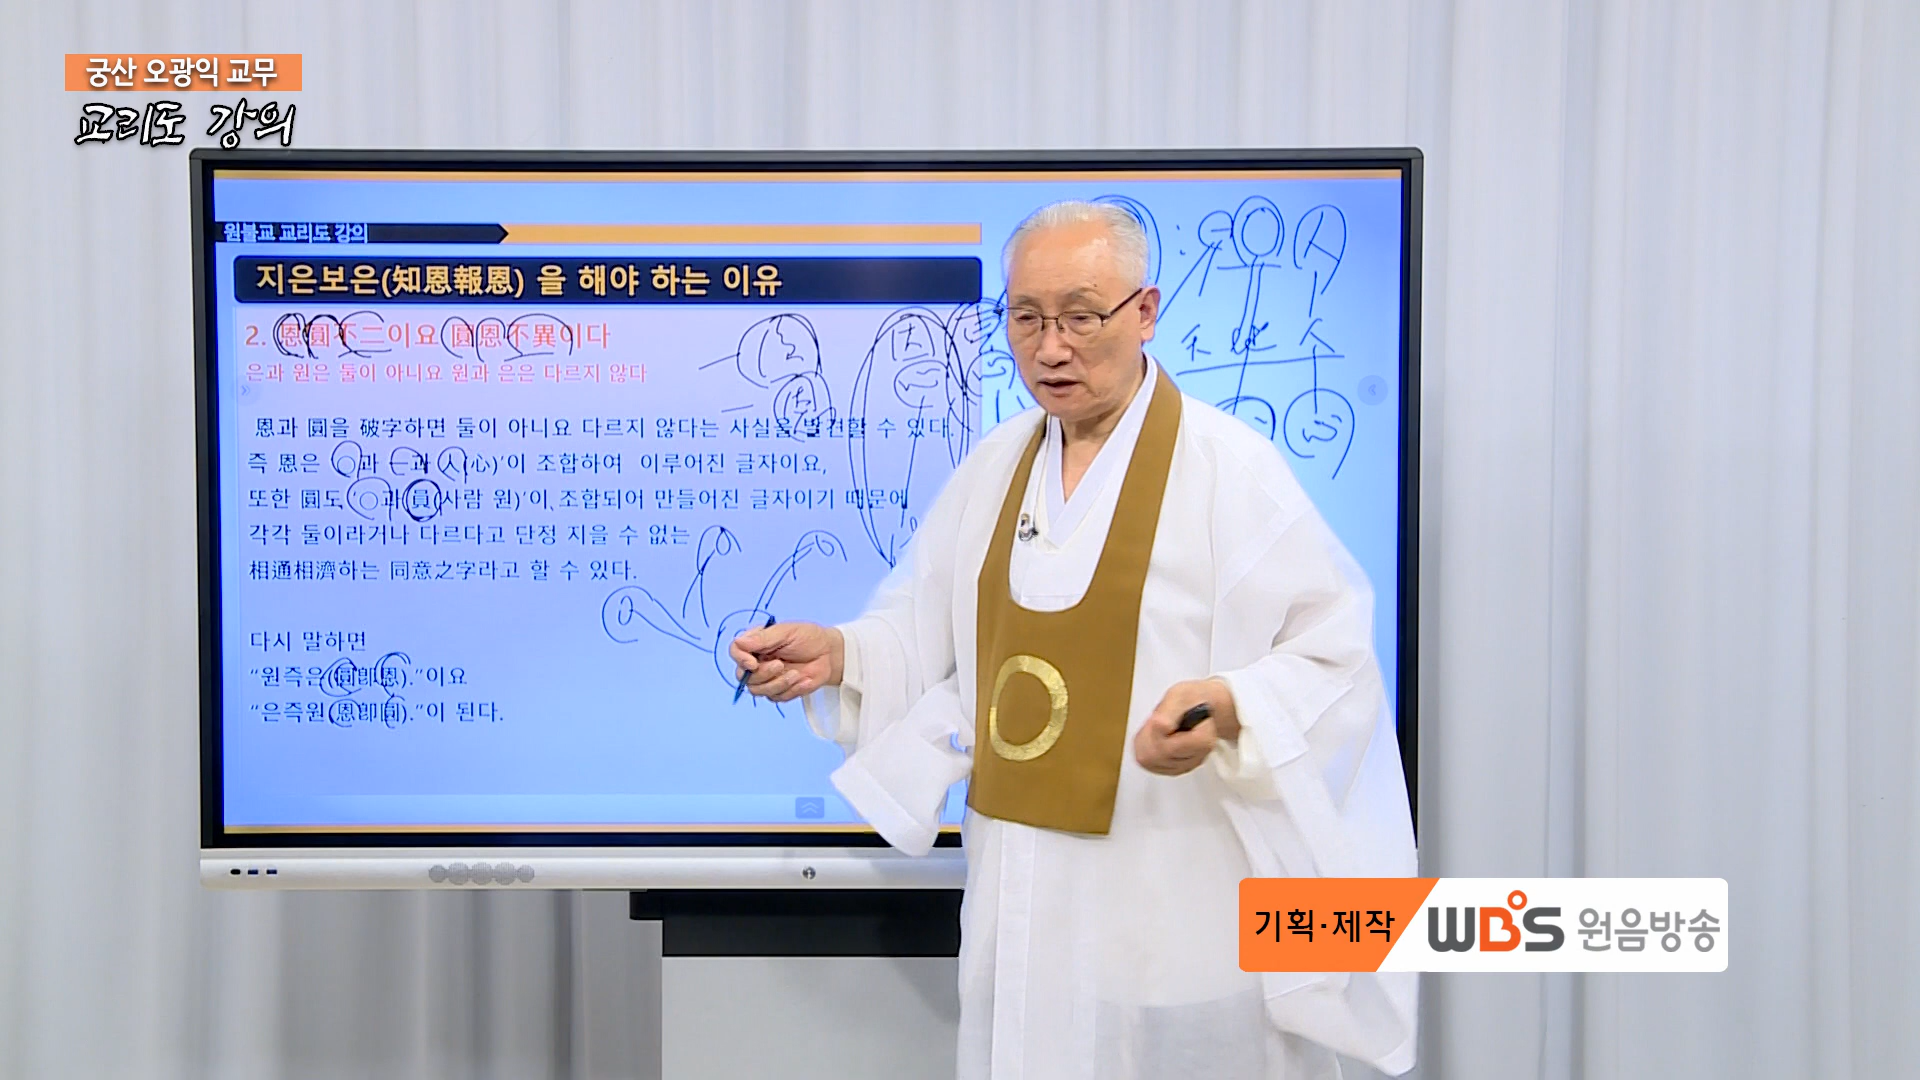 궁산 오광익 교무
교리도 강의
원불교 교리도 강의
지은보은(知恩報恩) 을 해야 하는 이유
2. 恩圓不二이요 圓恩不異이다
은과 원은 둘이 아니요 원과 은은 다르지 않다
恩과 圓을 破字하면 둘이 아니요 다르지 않다는 사실을 발견할 수 있다.
즉 恩은 '○과 一과 人(心)'이 조합하여 이루어진 글자이요,
또한 圓도 '○과 員(사람 원)'이 조합되어 만들어진 글자이기 때문에
각각 둘이라거나 다르다고 단정 지을 수 없는
相通相濟하는 同意之字라고 할 수 있다.
다시 말하면
“원즉은(圓卽恩).”이요
“은즉원(恩卽圓).”이 된다.
기획·제작 WBS 원음방송